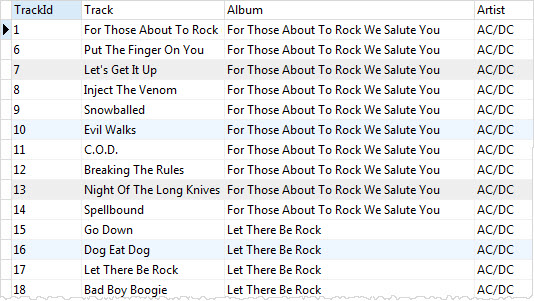 TrackId Track Album Artist
1 For Those About To Rock For Those About To Rock We Salute You AC/DC
6 Put The Finger On You For Those About To Rock We Salute You AC/DC
7 Let's Get It Up For Those About To Rock We Salute You AC/DC
8 Inject The Venom For Those About To Rock We Salute You AC/DC
9 Snowballed For Those About To Rock We Salute You AC/DC
10 Evil Walks For Those About To Rock We Salute You AC/DC
11 C.O.D. For Those About To Rock We Salute You AC/DC
12 Breaking The Rules For Those About To Rock We Salute You AC/DC
13 Night Of The Long Knives For Those About To Rock We Salute You AC/DC
14 Spellbound For Those About To Rock We Salute You AC/DC
15 Go Down Let There Be Rock AC/DC
16 Dog Eat Dog Let There Be Rock AC/DC
17 Let There Be Rock Let There Be Rock AC/DC
18 Bad Boy Boogie Let There Be Rock AC/DC